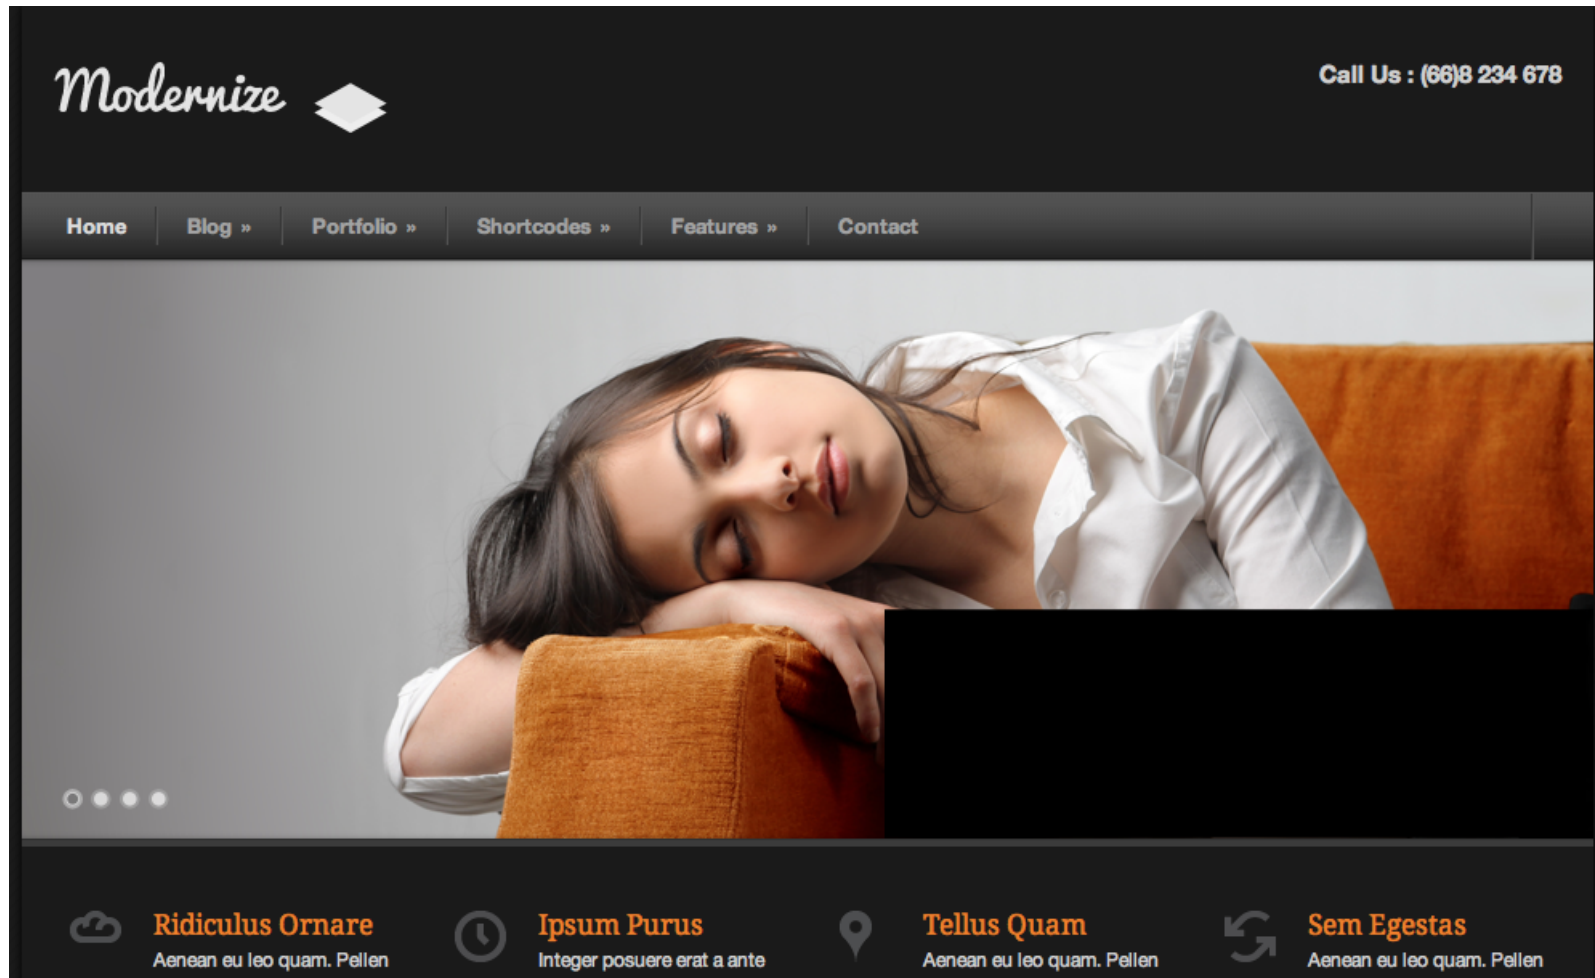 Modernize
Call Us : (66)8 234 678
Home Blog » Portfolio » Shortcodes » Features » Contact
Ridiculus Ornare
Aenean eu leo quam. Pellen
Ipsum Purus
Integer posuere erat a ante
Tellus Quam
Aenean eu leo quam. Pellen
Sem Egestas
Aenean eu leo quam. Pellen